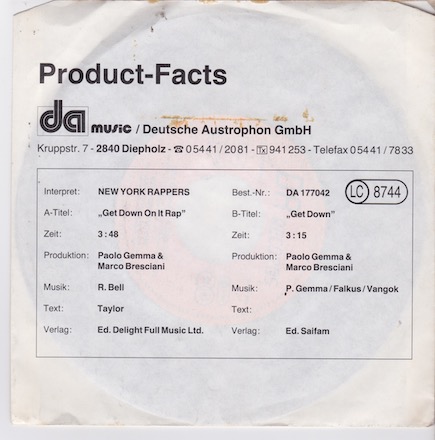 Product-Facts
da music / Deutsche Austrophon GmbH
Kruppstr. 7 - 2840 Diepholz - ☎ 05441/2081 - Tx 941253 - Telefax 05441/7833
Interpret: NEW YORK RAPPERS Best.-Nr.: DA 177042 LC 8744
A-Titel: „Get Down On It Rap" B-Titel: „Get Down"
Zeit: 3:48 Zeit: 3:15
Produktion: Paolo Gemma & Produktion: Paolo Gemma &
Marco Bresciani Marco Bresciani
Musik: R. Bell Musik: P. Gemma/Falkus/Vangok
Text: Taylor Text:
Verlag: Ed. Delight Full Music Ltd. Verlag: Ed. Saifam